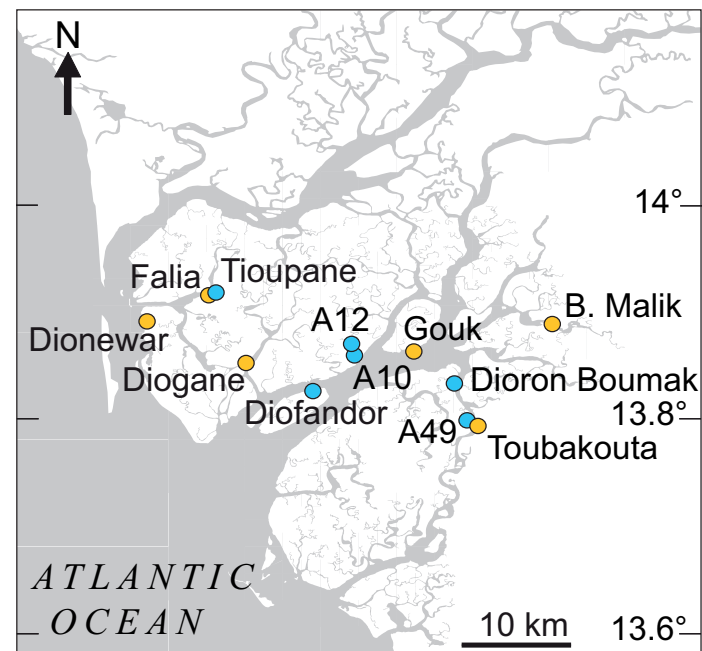 N
14°
Falia
Tioupane
B. Malik
A12
Gouk
Dionewar
Diogane
A10
Dioron Boumak
Diofandor
13.8°
A49
Toubakouta
ATLANTIC
OCEAN
10 km
13.6°